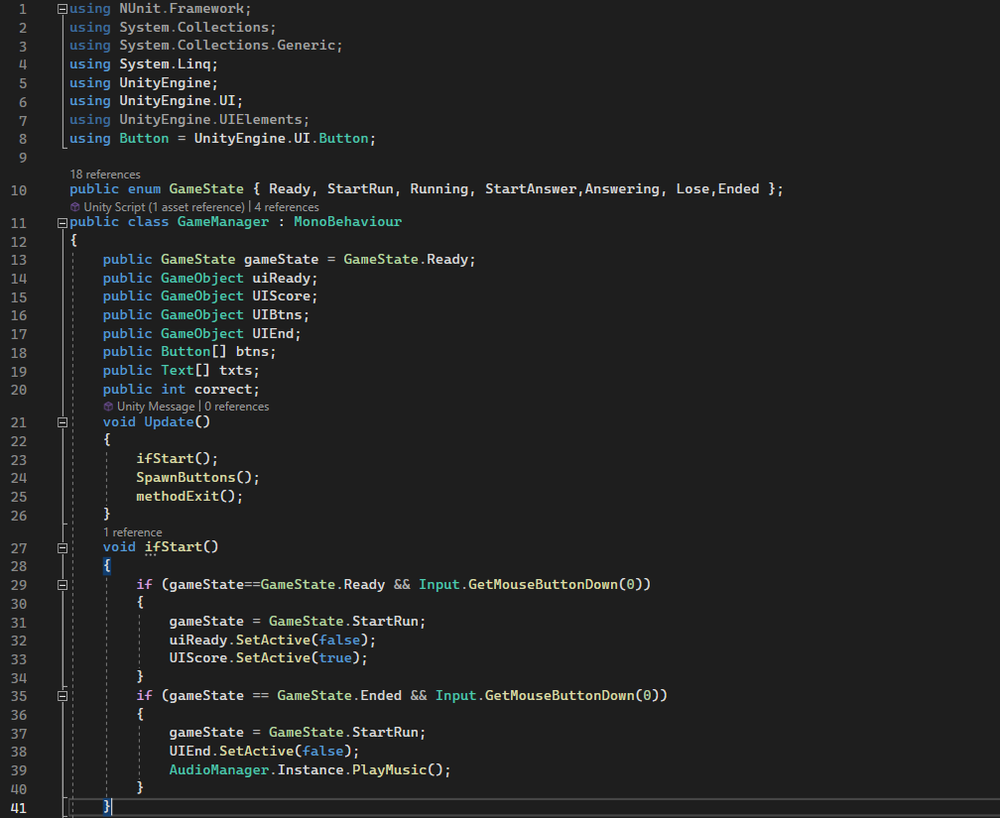 1 using NUnit.Framework;
2 using System.Collections;
3 using System.Collections.Generic;
4 using System.Linq;
5 using UnityEngine;
6 using UnityEngine.UI;
7 using UnityEngine.UIElements;
8 using Button = UnityEngine.UI.Button;
9
18 references
10 public enum GameState { Ready, StartRun, Running, StartAnswer,Answering, Lose,Ended };
Unity Script (1 asset reference) | 4 references
11 public class GameManager : MonoBehaviour
12 {
13 public GameState gameState = GameState.Ready;
14 public GameObject uiReady;
15 public GameObject UIScore;
16 public GameObject UIBtns;
17 public GameObject UIEnd;
18 public Button[] btns;
19 public Text[] txts;
20 public int correct;
Unity Message | 0 references
21 void Update()
22 {
23 ifStart();
24 SpawnButtons();
25 methodExit();
26 }
1 reference
27 void ifStart()
28 {
29 if (gameState==GameState.Ready && Input.GetMouseButtonDown(0))
30 {
31 gameState = GameState.StartRun;
32 uiReady.SetActive(false);
33 UIScore.SetActive(true);
34 }
35 if (gameState == GameState.Ended && Input.GetMouseButtonDown(0))
36 {
37 gameState = GameState.StartRun;
38 UIEnd.SetActive(false);
39 AudioManager.Instance.PlayMusic();
40 }
41 }